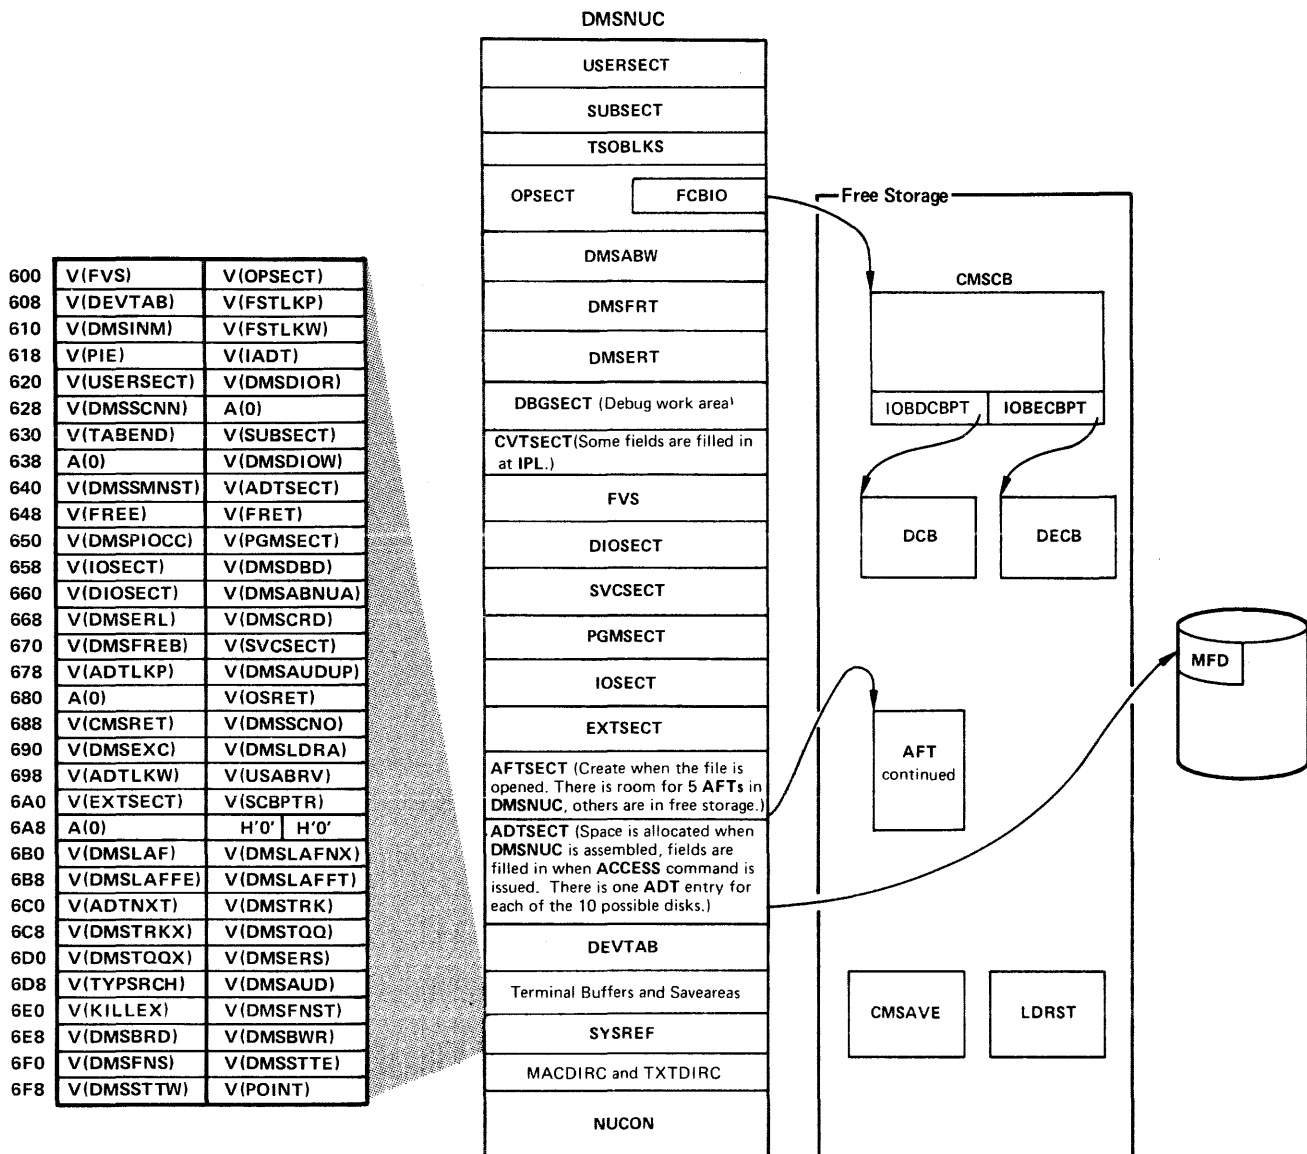 DMSNUC
USERSECT
SUBSECT
TSOBLKS
OPSECT FCBIO
DMSABW
DMSFRT
DMSERT
DBGSECT (Debug work area)
CVTSECT(Some fields are filled in
at IPL.)
FVS
DIOSECT
SVCSECT
PGMSECT
IOSECT
EXTSECT
AFTSECT (Create when the file is
opened. There is room for 5 AFTs in
DMSNUC, others are in free storage.)
ADTSECT (Space is allocated when
DMSNUC is assembled, fields are
filled in when ACCESS command is
issued. There is one ADT entry for
each of the 10 possible disks.)
DEVTAB
Terminal Buffers and Saveareas
SYSREF
MACDIRC and TXTDIRC
NUCON
600 V(FVS) V(OPSECT)
608 V(DEVTAB) V(FSTLKP)
610 V(DMSINM) V(FSTLKW)
618 V(PIE) V(IADT)
620 V(USERSECT) V(DMSDIOR)
628 V(DMSSCNN) A(0)
630 V(TABEND) V(SUBSECT)
638 A(0) V(DMSDIOW)
640 V(DMSSMNST) V(ADTSECT)
648 V(FREE) V(FRET)
650 V(DMSPIOCC) V(PGMSECT)
658 V(IOSECT) V(DMSDBD)
660 V(DIOSECT) V(DMSABNUA)
668 V(DMSERL) V(DMSCRD)
670 V(DMSFREB) V(SVCSECT)
678 V(ADTLKP) V(DMSAUDUP)
680 A(0) V(OSRET)
688 V(CMSRET) V(DMSSCNO)
690 V(DMSEXC) V(DMSLDRA)
698 V(ADTLKW) V(USABRV)
6A0 V(EXTSECT) V(SCBPTR)
6A8 A(0) H'0' H'0'
6B0 V(DMSLAF) V(DMSLAFNX)
6B8 V(DMSLAFFE) V(DMSLAFFT)
6C0 V(ADTNXT) V(DMSTRK)
6C8 V(DMSTRKX) V(DMSTQQ)
6D0 V(DMSTQQX) V(DMSERS)
6D8 V(TYPSRCH) V(DMSAUD)
6E0 V(KILLEX) V(DMSFNST)
6E8 V(DMSBRD) V(DMSBWR)
6F0 V(DMSFNS) V(DMSSTTE)
6F8 V(DMSSTTW) V(POINT)
Free Storage
CMSCB
IOBDCBPT IOBECBPT
DCB DECB
AFT
continued
CMSAVE LDRST
MFD